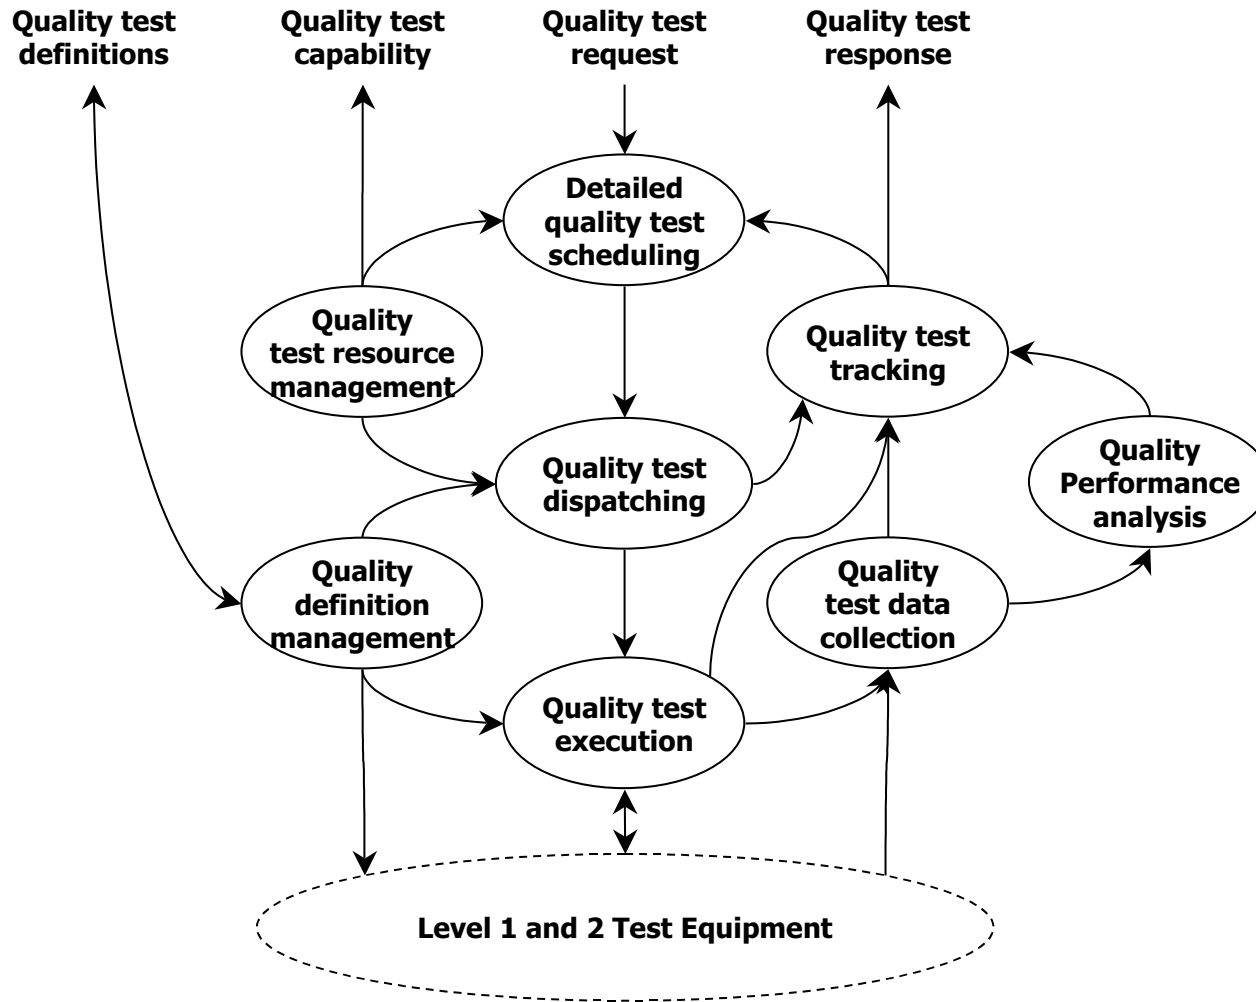 Quality test
definitions
Quality test
capability
Quality test
request
Quality test
response
Detailed
quality test
scheduling
Quality
test resource
management
Quality test
tracking
Quality test
dispatching
Quality
Performance
analysis
Quality
definition
management
Quality
test data
collection
Quality test
execution
Level 1 and 2 Test Equipment